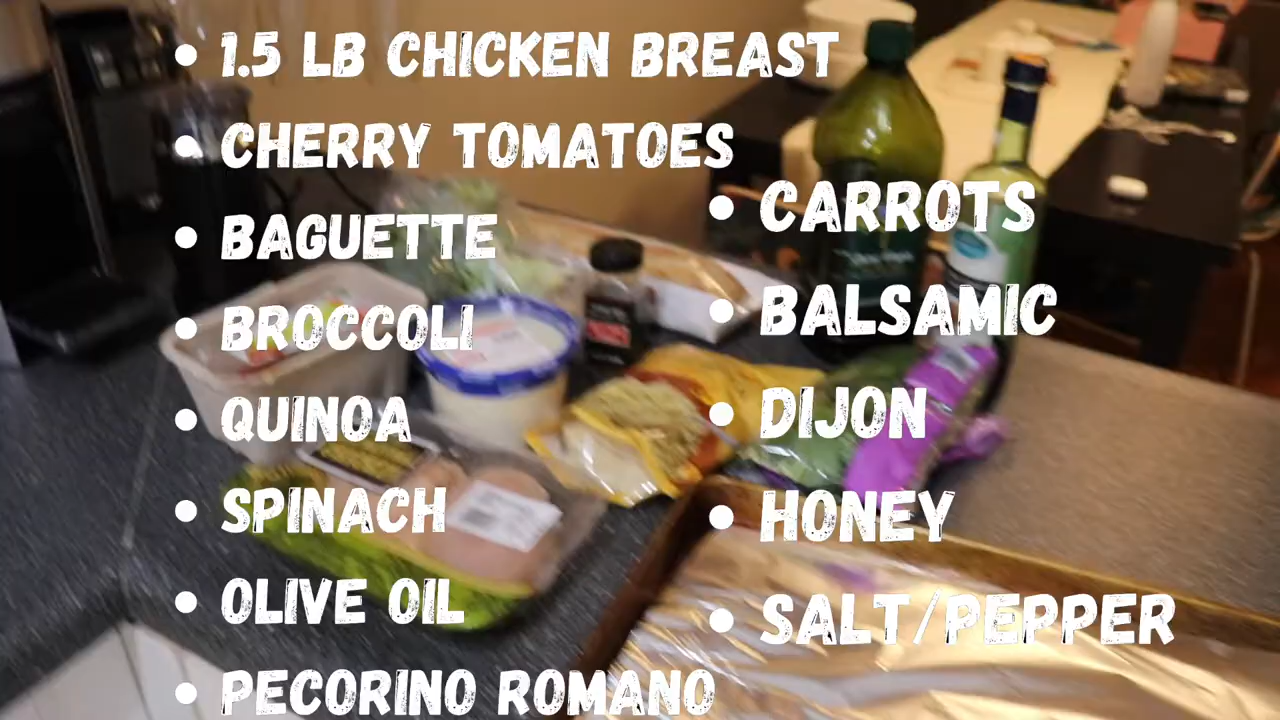 • 1.5 LB CHICKEN BREAST
• CHERRY TOMATOES
• BAGUETTE
• BROCCOLI
• QUINOA
• SPINACH
• OLIVE OIL
• PECORINO ROMANO
• CARROTS
• BALSAMIC
• DIJON
• HONEY
• SALT/PEPPER